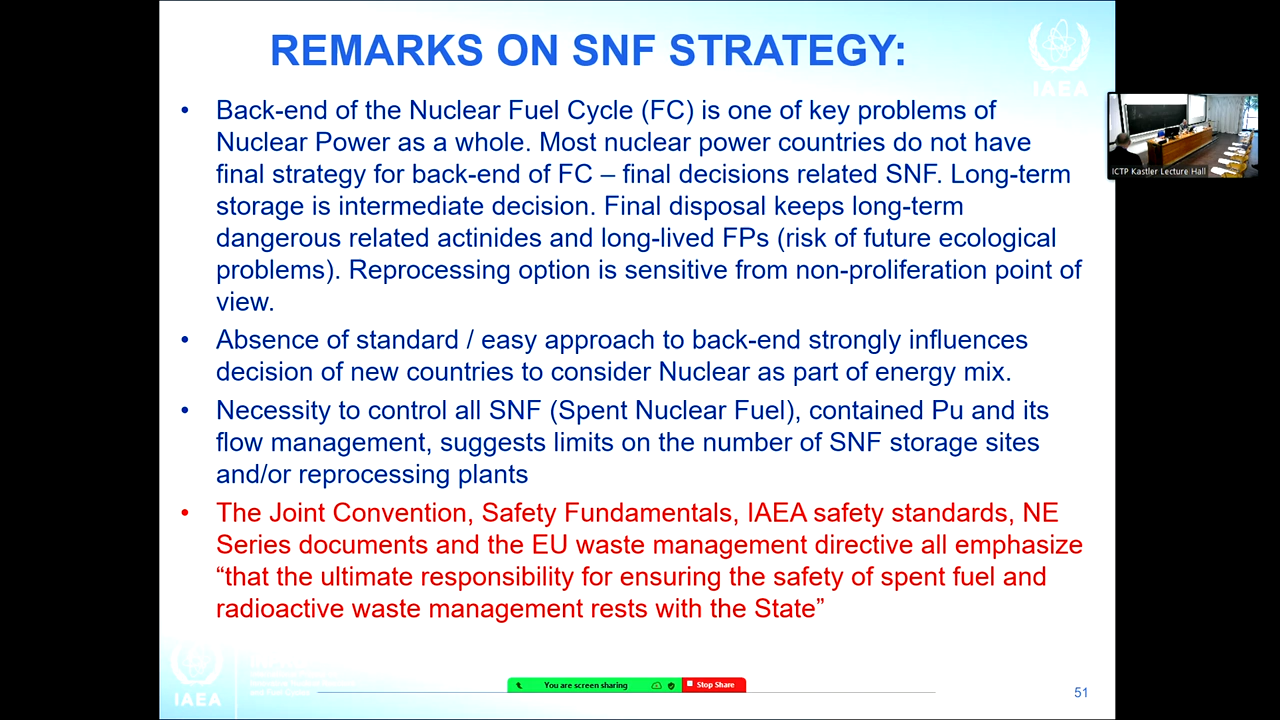 REMARKS ON SNF STRATEGY:
IAEA
• Back-end of the Nuclear Fuel Cycle (FC) is one of key problems of
Nuclear Power as a whole. Most nuclear power countries do not have
final strategy for back-end of FC – final decisions related SNF. Long-term
storage is intermediate decision. Final disposal keeps long-term
dangerous related actinides and long-lived FPs (risk of future ecological
problems). Reprocessing option is sensitive from non-proliferation point of
view.
• Absence of standard / easy approach to back-end strongly influences
decision of new countries to consider Nuclear as part of energy mix.
• Necessity to control all SNF (Spent Nuclear Fuel), contained Pu and its
flow management, suggests limits on the number of SNF storage sites
and/or reprocessing plants
• The Joint Convention, Safety Fundamentals, IAEA safety standards, NE
Series documents and the EU waste management directive all emphasize
“that the ultimate responsibility for ensuring the safety of spent fuel and
radioactive waste management rests with the State”
ICTP Kastler Lecture Hall
IAEA
You are screen sharing
Stop Share
51